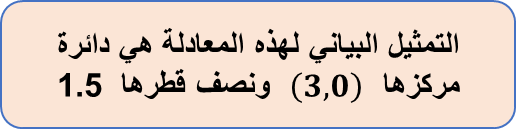 التمثيل البياني لهذه المعادلة هي دائرة
مركزها (3,0) ونصف قطرها 1.5